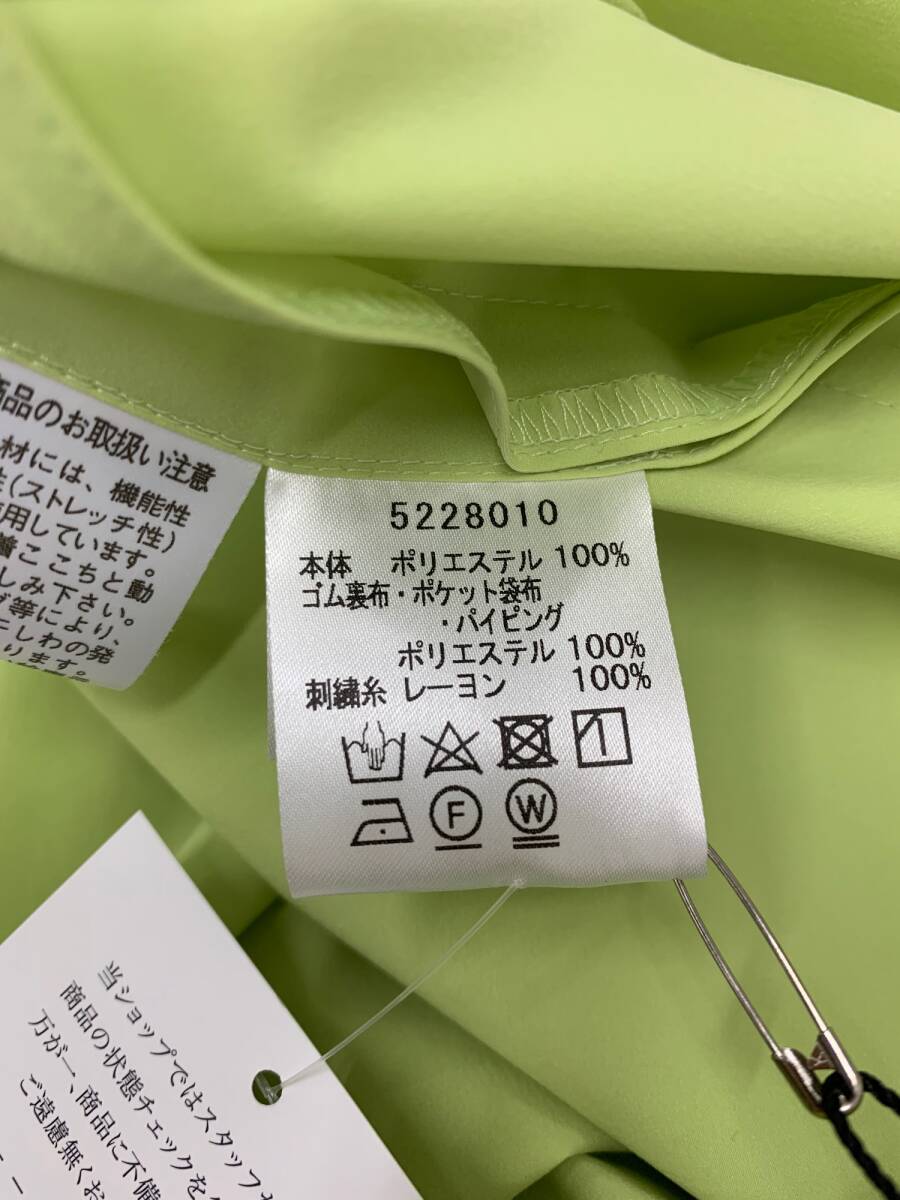 商品のお取扱い注意
材には、機能性
(ストレッチ性)
用しています。
着ここちと動
しみ下さい。
グ等により、
しわの発
ります。
5228010
本体 ポリエステル 100%
ゴム裏布・ポケット袋布
・パイピング
ポリエステル 100%
刺繍糸 レーヨン 100%
F
W
当ショップではスタッフ
商品の状態チェックを
万が一、商品に不備
ご遠慮無くお